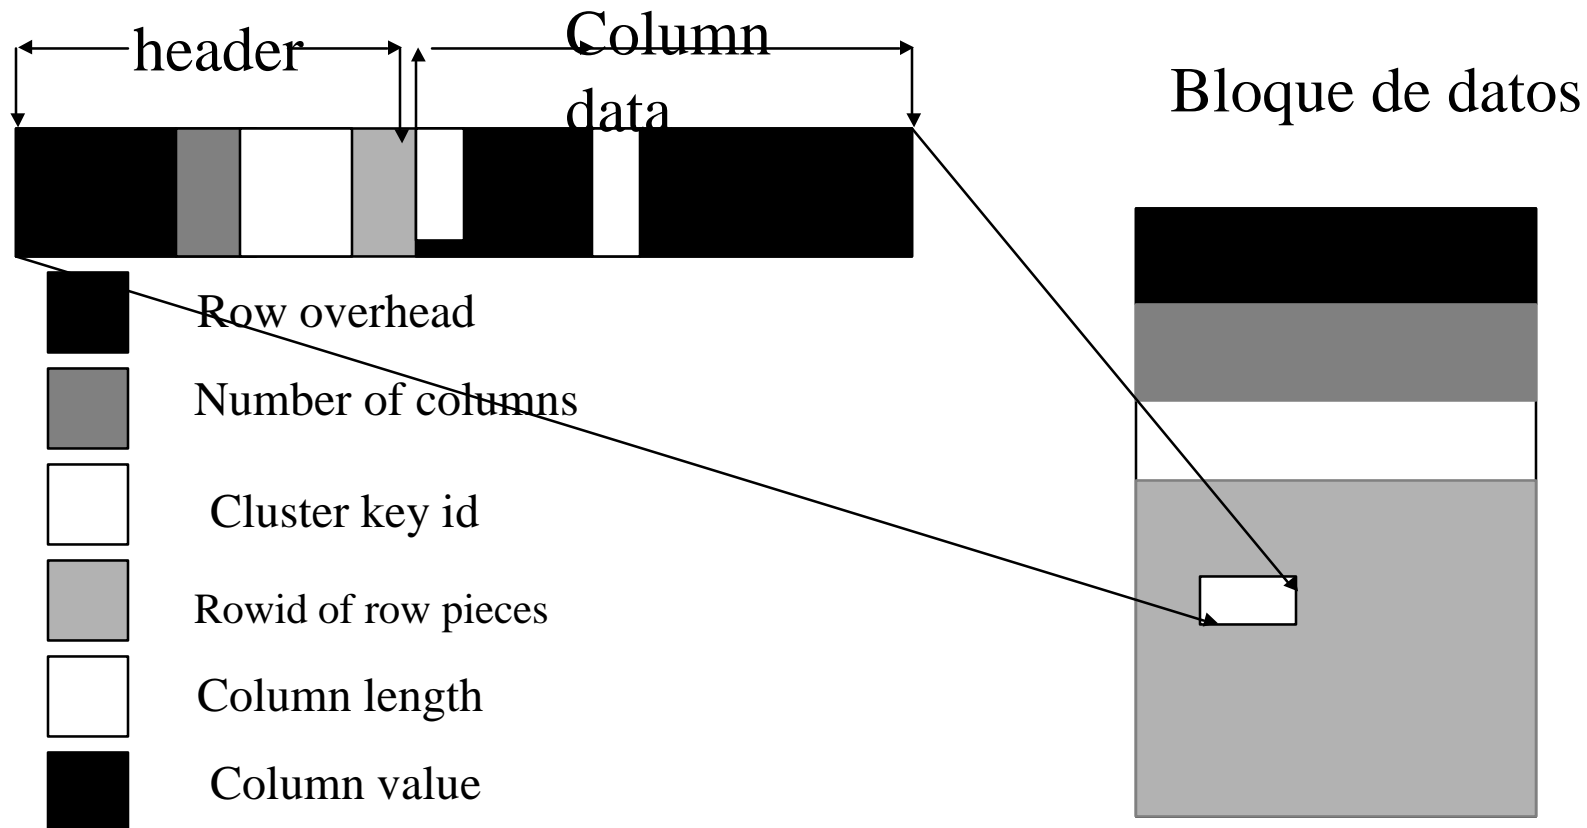 header
Column
data
Bloque de datos
Row overhead
Number of columns
Cluster key id
Rowid of row pieces
Column length
Column value